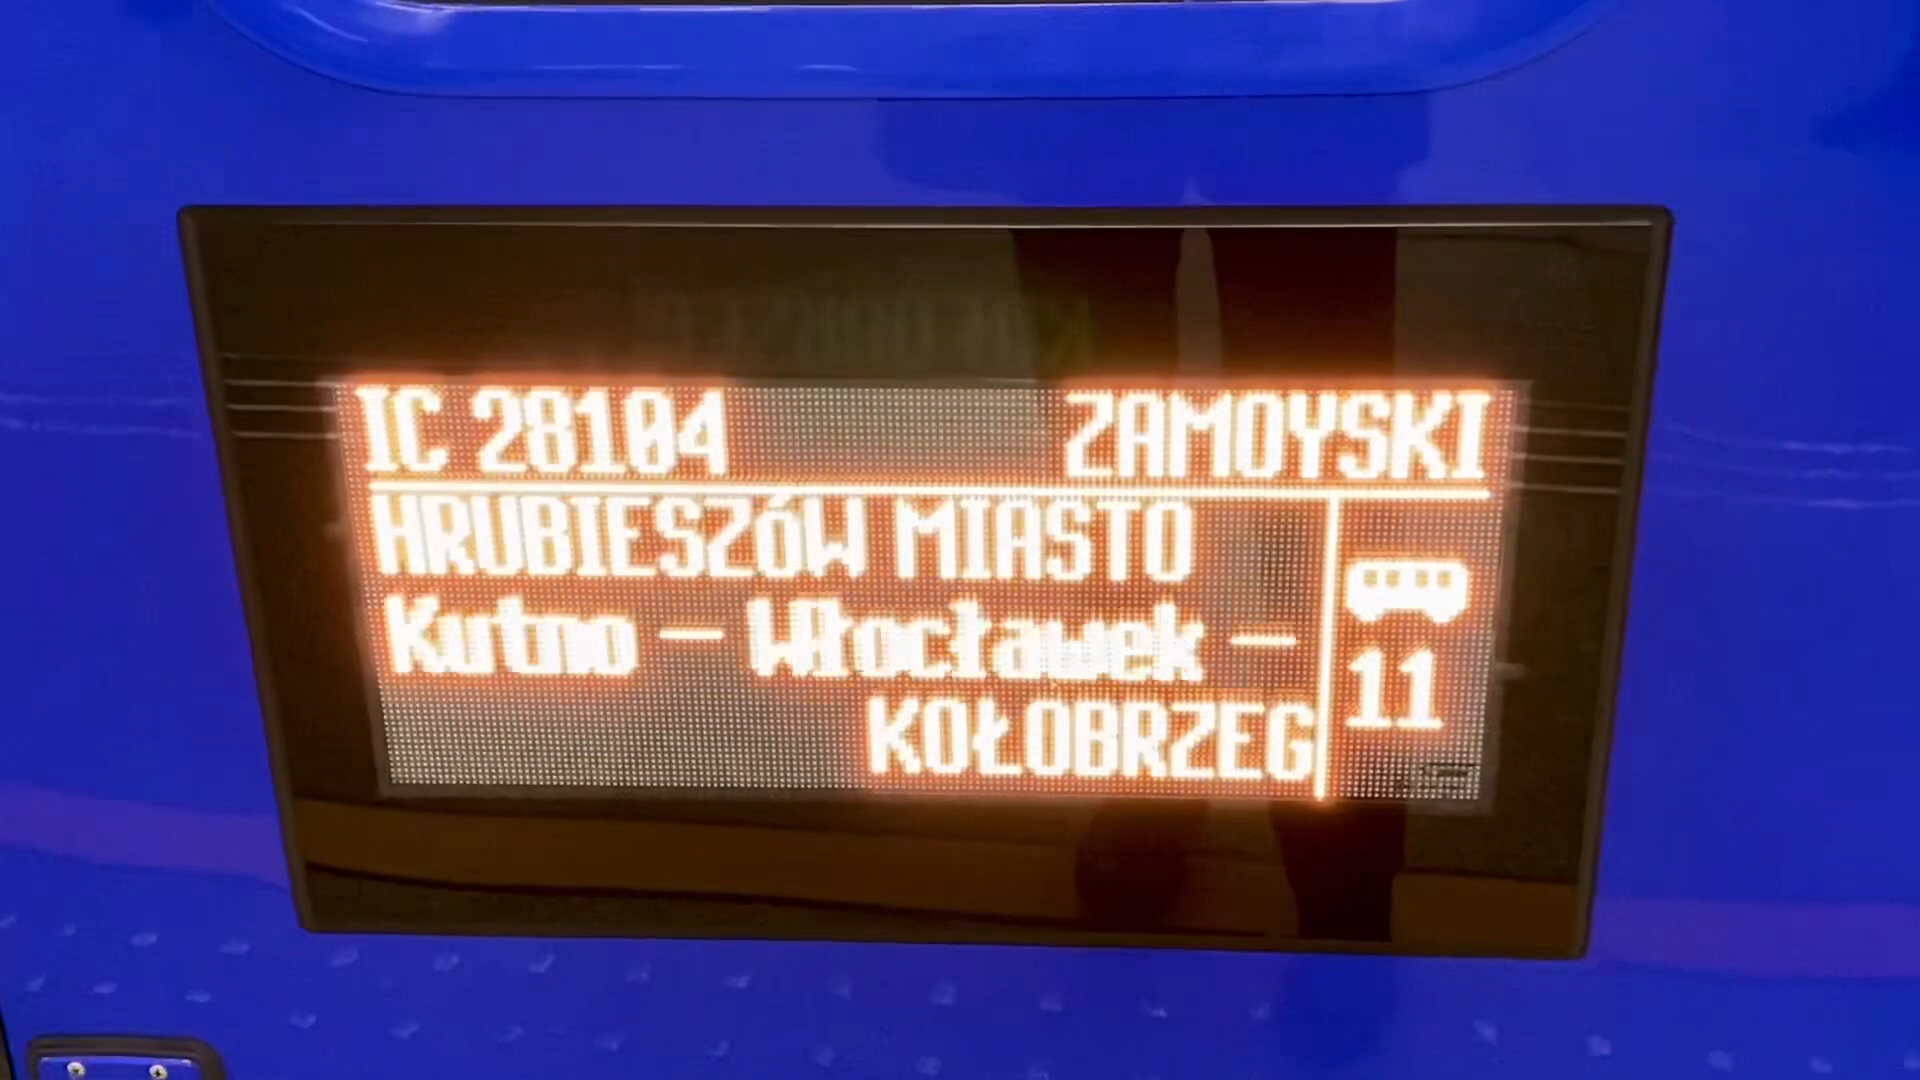 IC 28104 ZAMOYSKI
HRUBIESZÓW MIASTO
Kutno – Włocławek –
KOŁOBRZEG
11